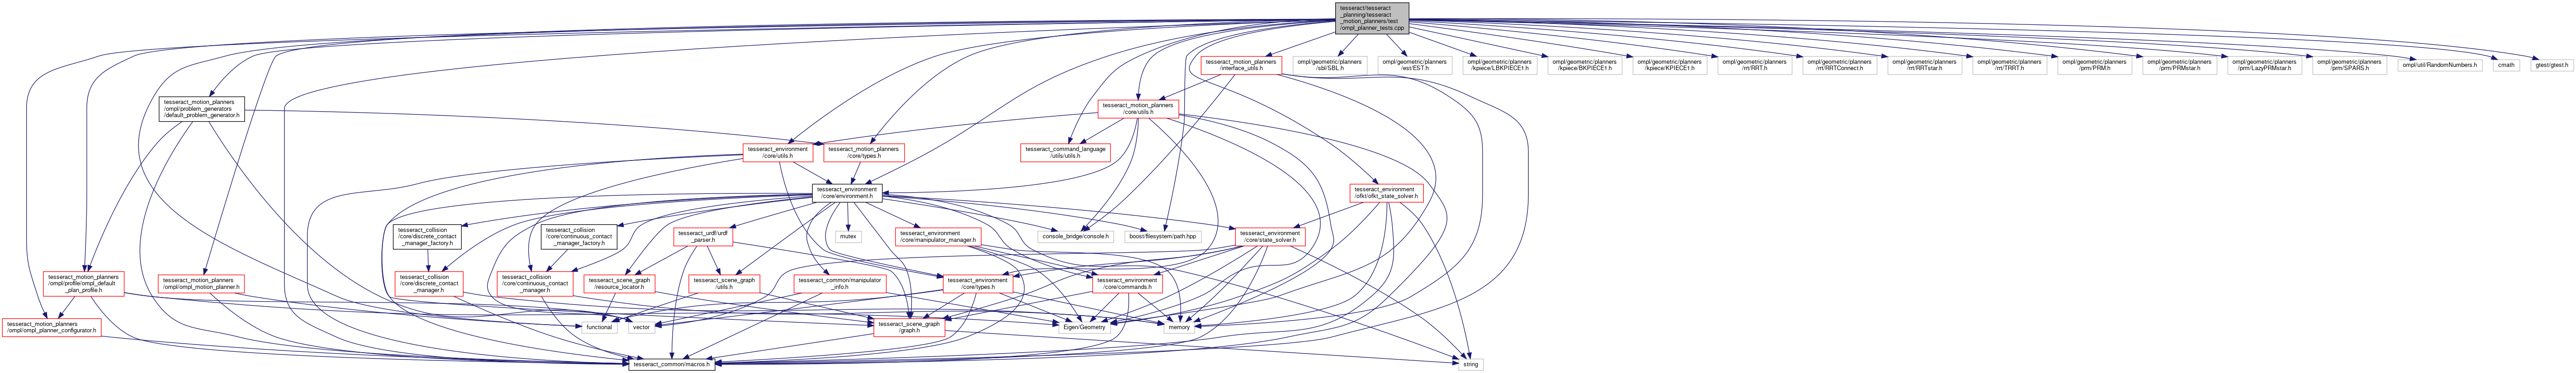 tesseract/tesseract
_planning/tesseract
_motion_planners/test
/ompl_planner_tests.cpp
tesseract_motion_planners
/interface_utils.h
ompl/geometric/planners
/sbl/SBL.h
ompl/geometric/planners
/est/EST.h
ompl/geometric/planners
/kpiece/LBKPIECE1.h
ompl/geometric/planners
/kpiece/BKPIECE1.h
ompl/geometric/planners
/kpiece/KPIECE1.h
ompl/geometric/planners
/rrt/RRT.h
ompl/geometric/planners
/rrt/RRTConnect.h
ompl/geometric/planners
/rrt/RRTstar.h
ompl/geometric/planners
/rrt/TRRT.h
ompl/geometric/planners
/prm/PRM.h
ompl/geometric/planners
/prm/PRMstar.h
ompl/geometric/planners
/prm/LazyPRMstar.h
ompl/geometric/planners
/prm/SPARS.h
ompl/util/RandomNumbers.h
cmath
gtest/gtest.h
tesseract_motion_planners
/ompl/problem_generators
/default_problem_generator.h
tesseract_motion_planners
/core/utils.h
tesseract_environment
/core/utils.h
tesseract_motion_planners
/core/types.h
tesseract_command_language
/utils/utils.h
tesseract_environment
/core/environment.h
tesseract_environment
/ofkt/ofkt_state_solver.h
tesseract_collision
/core/discrete_contact
_manager_factory.h
tesseract_collision
/core/continuous_contact
_manager_factory.h
tesseract_urdf/urdf
_parser.h
mutex
tesseract_environment
/core/manipulator_manager.h
console_bridge/console.h
boost/filesystem/path.hpp
tesseract_environment
/core/state_solver.h
tesseract_motion_planners
/ompl/profile/ompl_default
_plan_profile.h
tesseract_motion_planners
/ompl/ompl_motion_planner.h
tesseract_collision
/core/discrete_contact
_manager.h
tesseract_collision
/core/continuous_contact
_manager.h
tesseract_scene_graph
/resource_locator.h
tesseract_scene_graph
/utils.h
tesseract_common/manipulator
_info.h
tesseract_environment
/core/types.h
tesseract_environment
/core/commands.h
tesseract_motion_planners
/ompl/ompl_planner_configurator.h
functional
vector
tesseract_scene_graph
/graph.h
Eigen/Geometry
memory
tesseract_common/macros.h
string